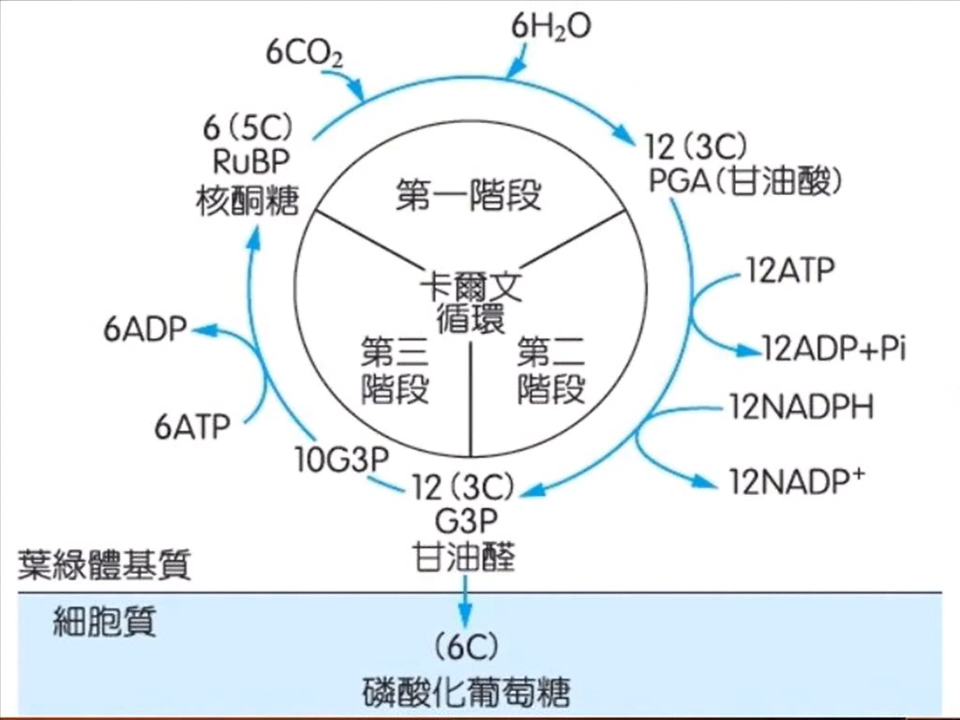 6H₂O
6CO₂
6 (5C)
RuBP
核酮糖
12 (3C)
PGA(甘油酸)
第一階段
卡爾文
循環
第三
階段
第二
階段
12ATP
12ADP+Pi
12NADPH
12NADP⁺
6ADP
6ATP
10G3P
12 (3C)
G3P
甘油醛
葉綠體基質
細胞質
(6C)
磷酸化葡萄糖